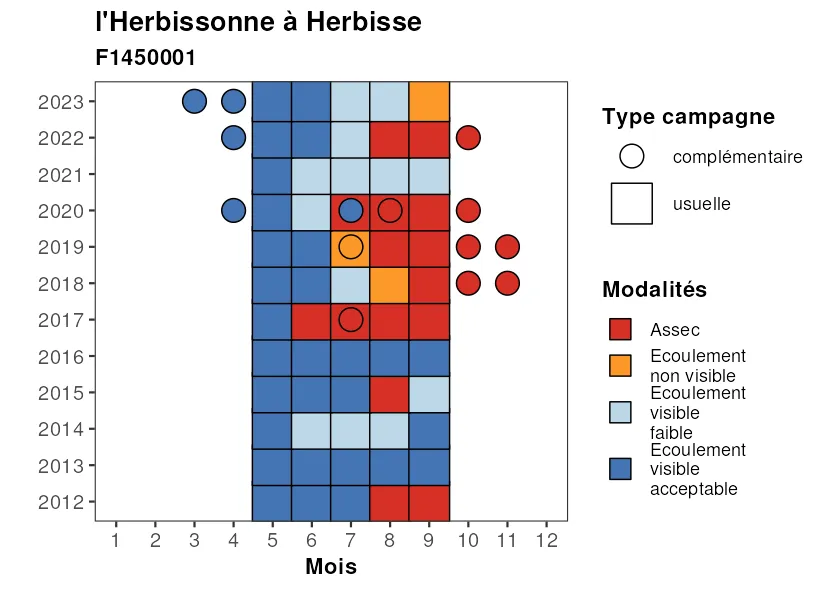 l'Herbissonne à Herbisse
F1450001
2023
2022
2021
2020
2019
2018
2017
2016
2015
2014
2013
2012
1 2 3 4 5 6 7 8 9 10 11 12
Mois
Type campagne
complémentaire
usuelle
Modalités
Assec
Ecoulement
non visible
Ecoulement
visible
faible
Ecoulement
visible
acceptable